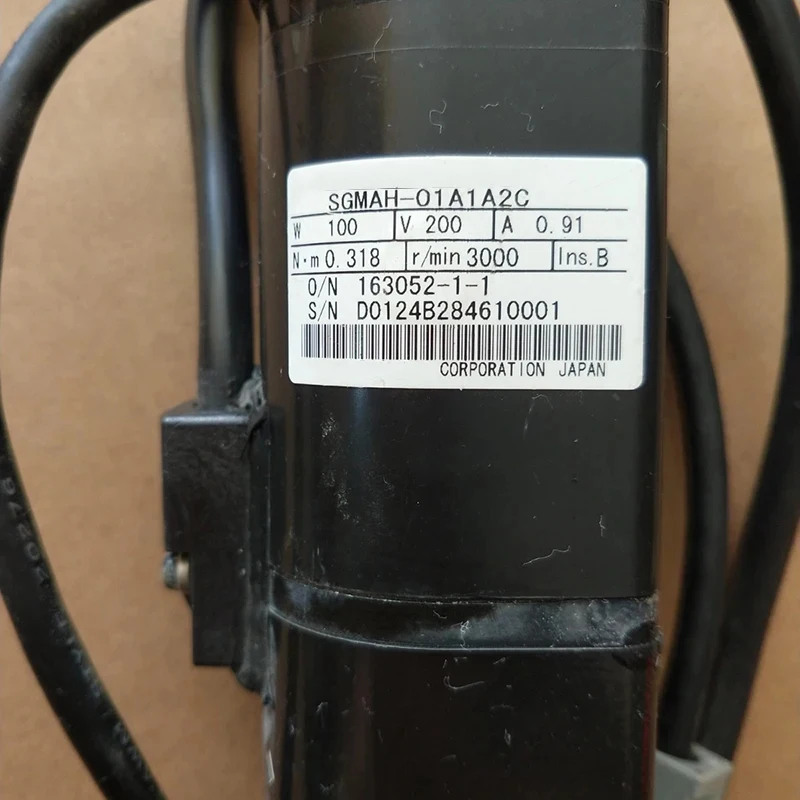 SGMAH-01A1A2C
W 100 V 200 A 0.91
N·m 0.318 r/min 3000 Ins.B
O/N 163052-1-1
S/N D0124B284610001
CORPORATION JAPAN